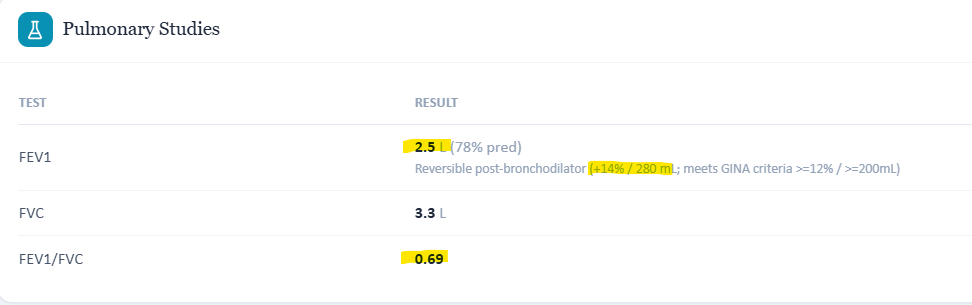 Pulmonary Studies
TEST RESULT
FEV1 2.5 L (78% pred)
Reversible post-bronchodilator (+14% / 280 mL; meets GINA criteria >=12% / >=200mL)
FVC 3.3 L
FEV1/FVC 0.69